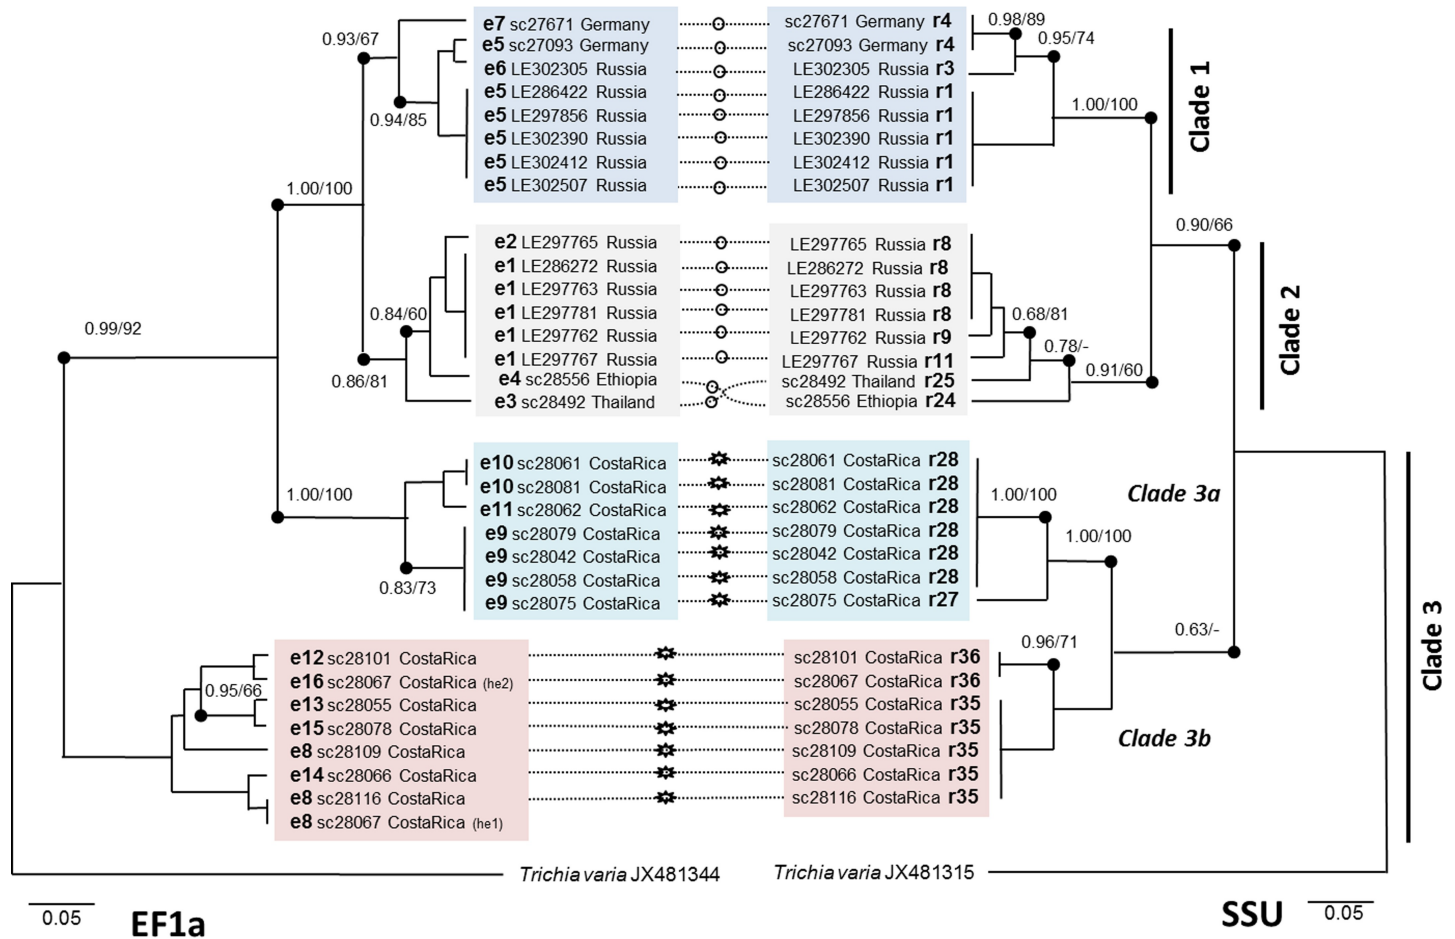 e7 sc27671 Germany
e5 sc27093 Germany
e6 LE302305 Russia
e5 LE286422 Russia
e5 LE297856 Russia
e5 LE302390 Russia
e5 LE302412 Russia
e5 LE302507 Russia
sc27671 Germany r4
sc27093 Germany r4
LE302305 Russia r3
LE286422 Russia r1
LE297856 Russia r1
LE302390 Russia r1
LE302412 Russia r1
LE302507 Russia r1
0.93/67
0.94/85
1.00/100
0.98/89
0.95/74
1.00/100
Clade 1
e2 LE297765 Russia
e1 LE286272 Russia
e1 LE297763 Russia
e1 LE297781 Russia
e1 LE297762 Russia
e1 LE297767 Russia
e4 sc28556 Ethiopia
e3 sc28492 Thailand
LE297765 Russia r8
LE286272 Russia r8
LE297763 Russia r8
LE297781 Russia r8
LE297762 Russia r9
LE297767 Russia r11
sc28492 Thailand r25
sc28556 Ethiopia r24
0.99/92
0.84/60
0.86/81
0.90/66
0.68/81
0.78/-
0.91/60
Clade 2
e10 sc28061 CostaRica
e10 sc28081 CostaRica
e11 sc28062 CostaRica
e9 sc28079 CostaRica
e9 sc28042 CostaRica
e9 sc28058 CostaRica
e9 sc28075 CostaRica
sc28061 CostaRica r28
sc28081 CostaRica r28
sc28062 CostaRica r28
sc28079 CostaRica r28
sc28042 CostaRica r28
sc28058 CostaRica r28
sc28075 CostaRica r27
1.00/100
0.83/73
1.00/100
1.00/100
Clade 3a
e12 sc28101 CostaRica
e16 sc28067 CostaRica (he2)
e13 sc28055 CostaRica
e15 sc28078 CostaRica
e8 sc28109 CostaRica
e14 sc28066 CostaRica
e8 sc28116 CostaRica
e8 sc28067 CostaRica (he1)
sc28101 CostaRica r36
sc28067 CostaRica r36
sc28055 CostaRica r35
sc28078 CostaRica r35
sc28109 CostaRica r35
sc28066 CostaRica r35
sc28116 CostaRica r35
0.95/66
0.96/71
0.63/-
Clade 3b
Clade 3
Trichia varia JX481344
Trichia varia JX481315
0.05
EF1a
SSU
0.05